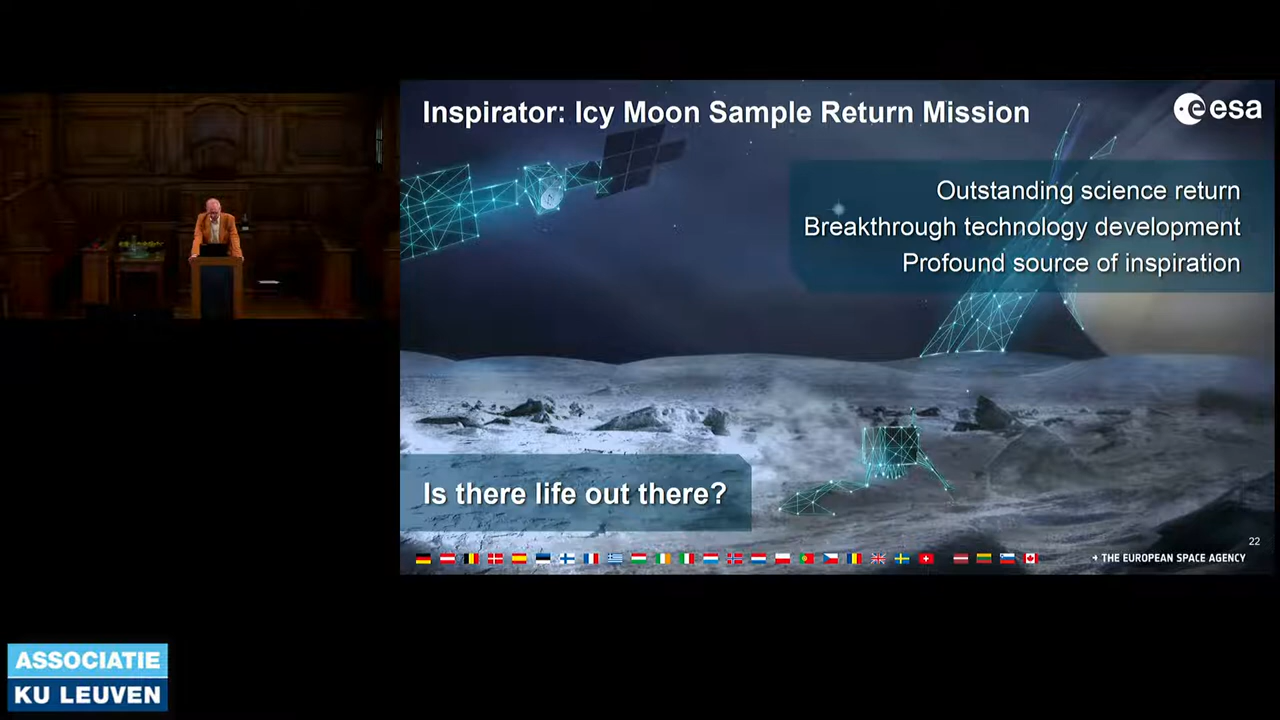 Inspirator: Icy Moon Sample Return Mission
esa
Outstanding science return
Breakthrough technology development
Profound source of inspiration
Is there life out there?
22
→ THE EUROPEAN SPACE AGENCY
ASSOCIATIE
KU LEUVEN